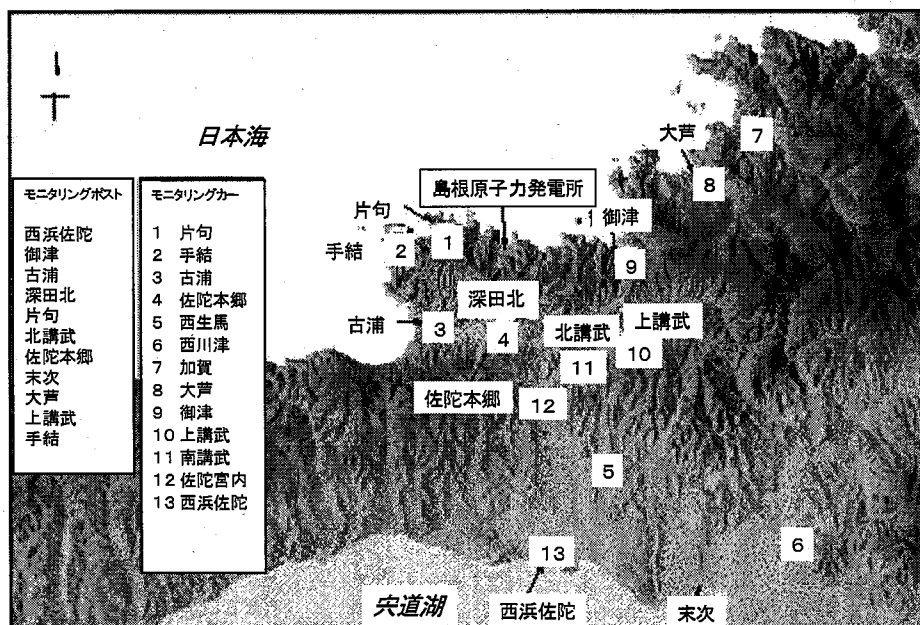 日本海
モニタリングポスト
西浜佐陀
御津
古浦
深田北
片句
北講武
佐陀本郷
末次
大芦
上講武
手結
モニタリングカー
1 片句
2 手結
3 古浦
4 佐陀本郷
5 西生馬
6 西川津
7 加賀
8 大芦
9 御津
10 上講武
11 南講武
12 佐陀宮内
13 西浜佐陀
大芦
7
8
島根原子力発電所
片句
御津
手結
2
1
9
深田北
古浦
3
4
北講武
上講武
10
11
佐陀本郷
12
5
6
13
宍道湖
西浜佐陀
末次